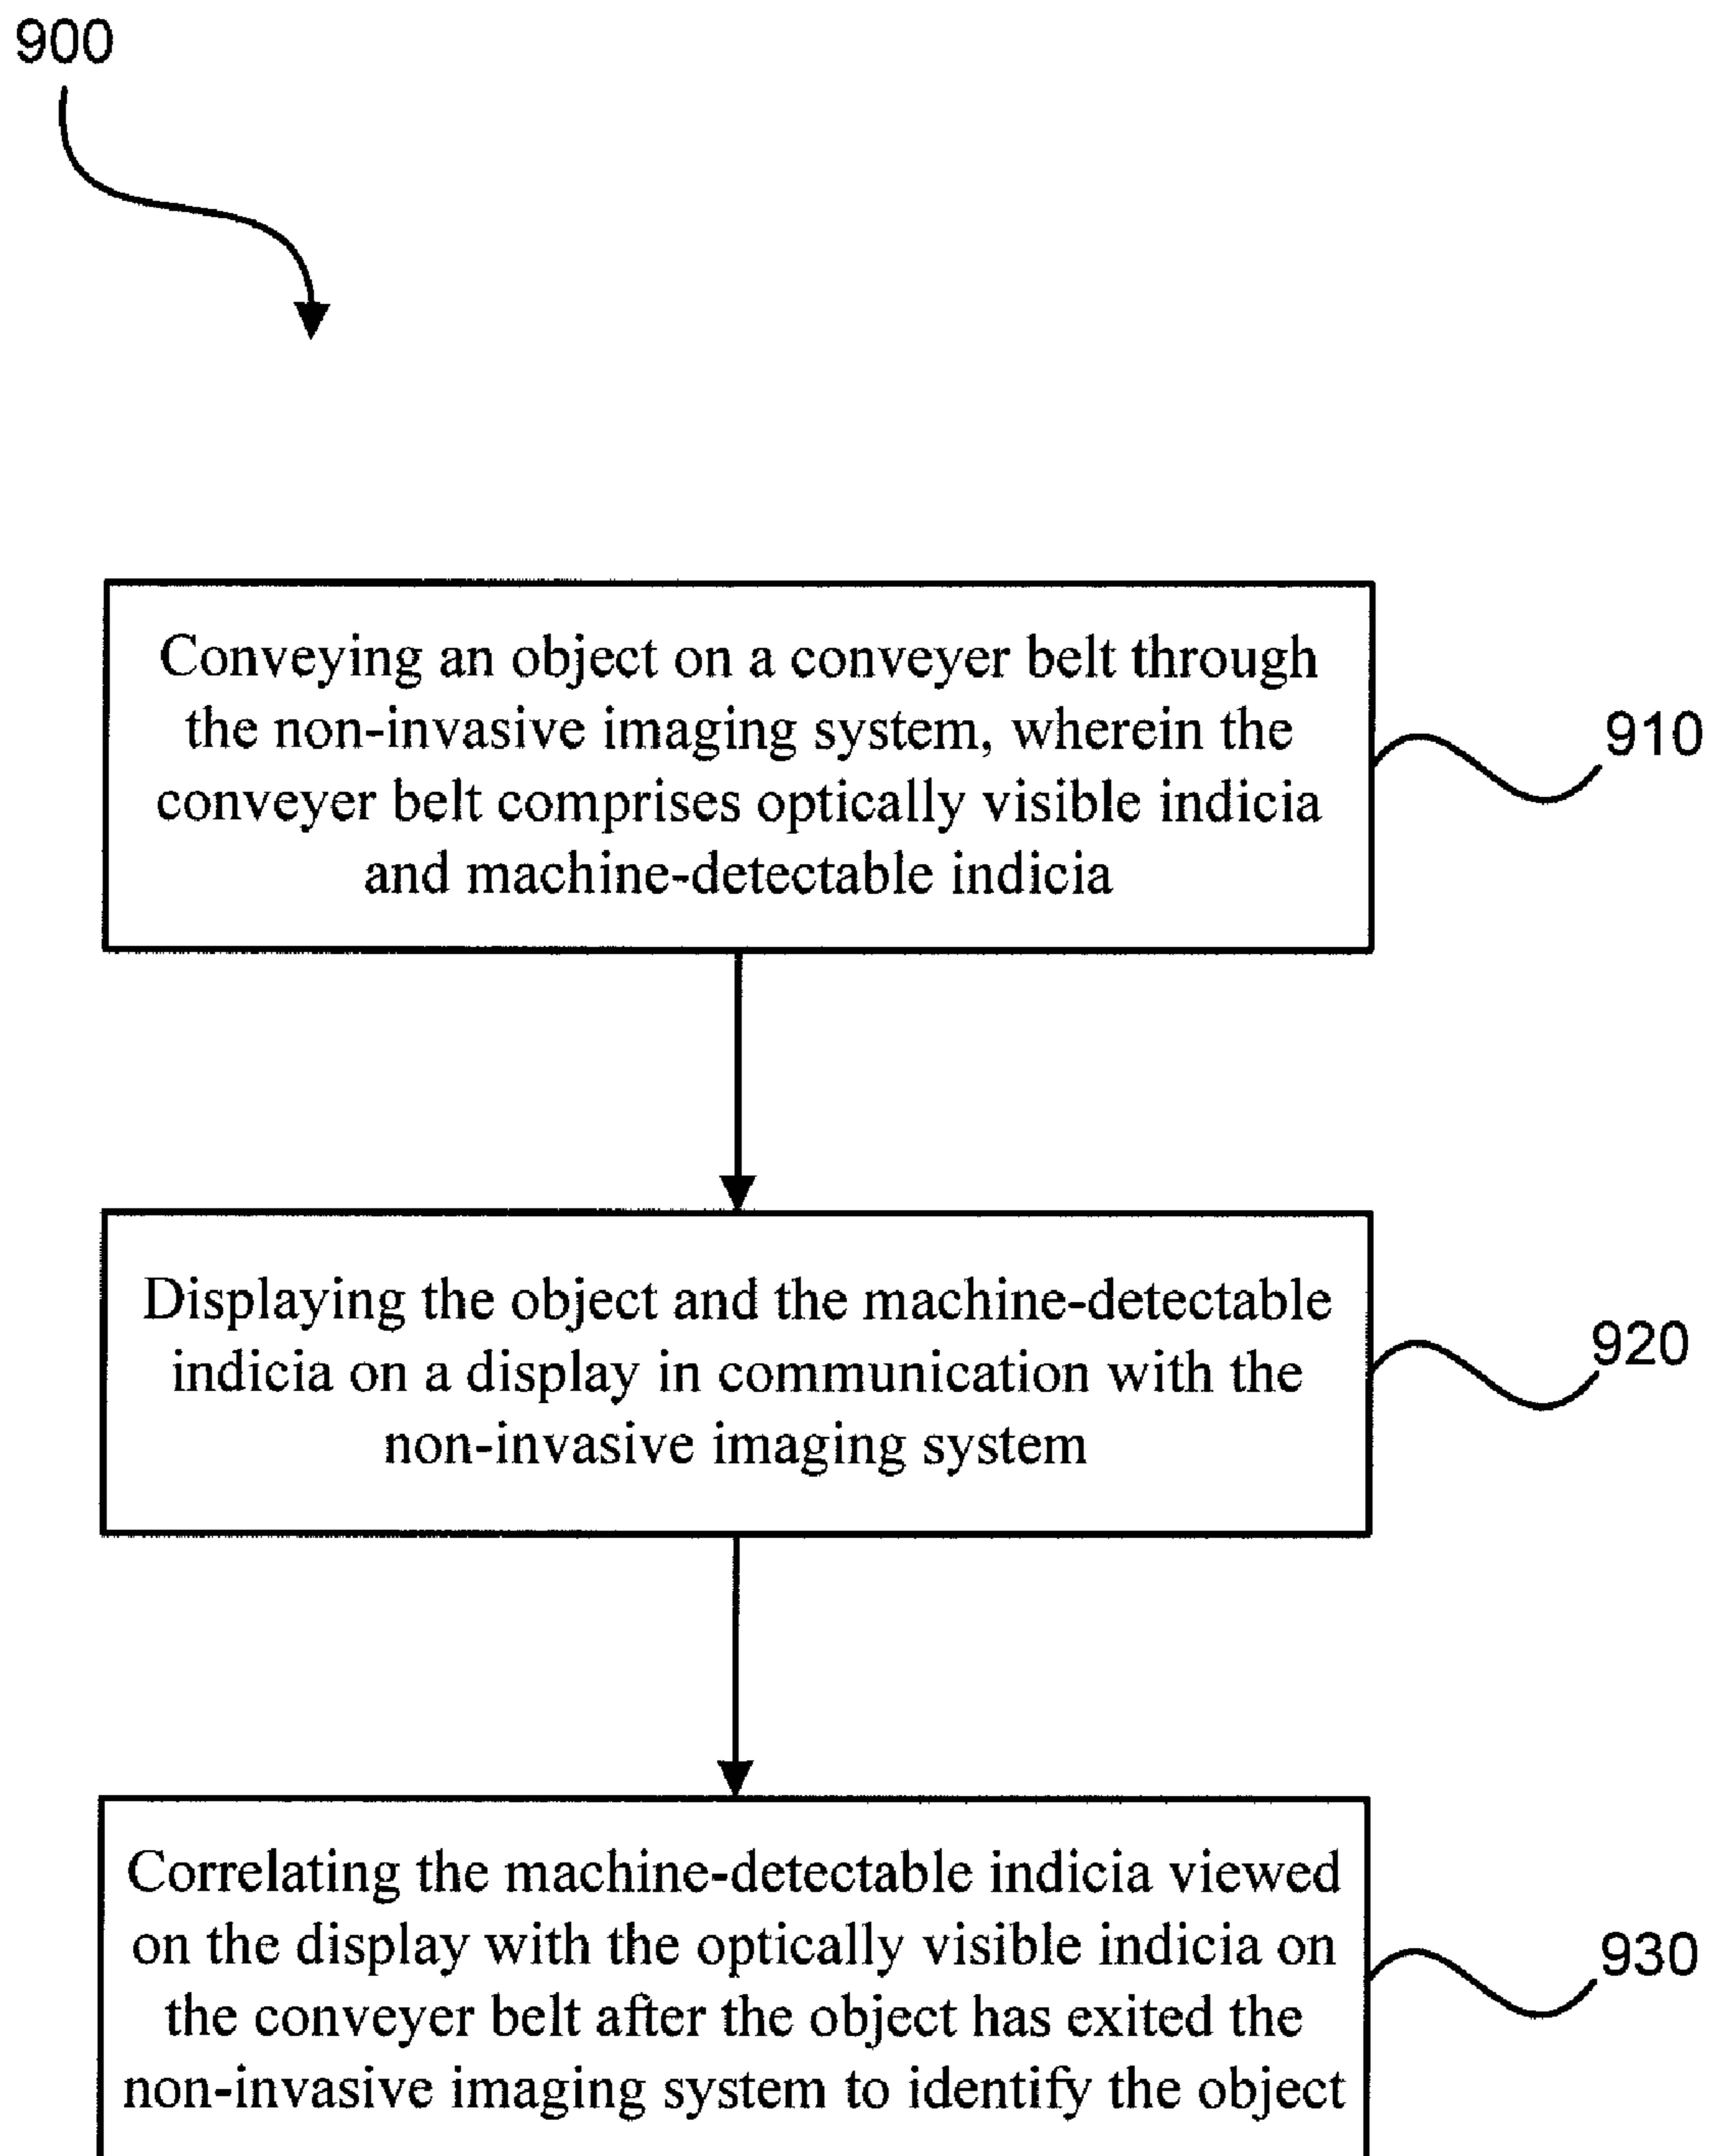 900
Conveying an object on a conveyer belt through
the non-invasive imaging system, wherein the
conveyer belt comprises optically visible indicia
and machine-detectable indicia
910
Displaying the object and the machine-detectable
indicia on a display in communication with the
non-invasive imaging system
920
Correlating the machine-detectable indicia viewed
on the display with the optically visible indicia on
the conveyer belt after the object has exited the
non-invasive imaging system to identify the object
930